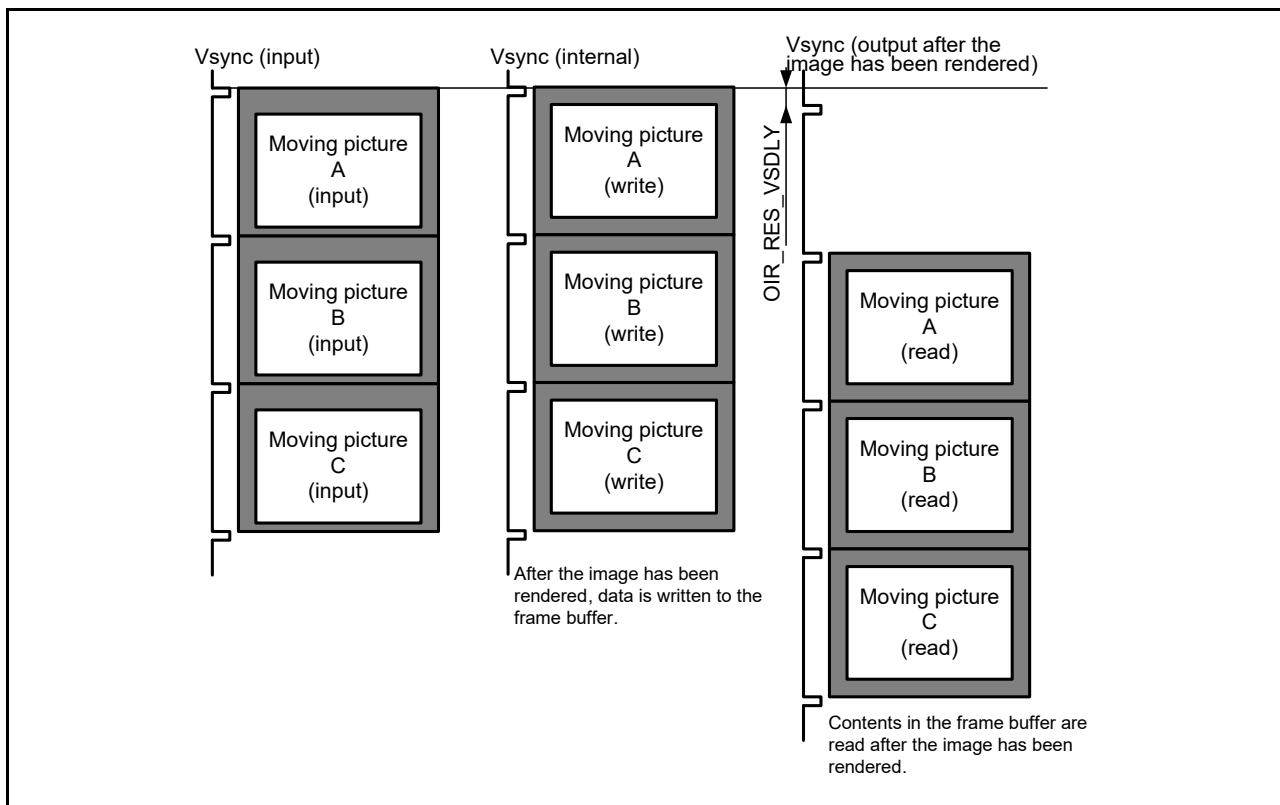 Vsync (input)
Vsync (internal)
Vsync (output after the
image has been rendered)
OIR_RES_VSDLY
Moving picture
A
(input)
Moving picture
B
(input)
Moving picture
C
(input)
Moving picture
A
(write)
Moving picture
B
(write)
Moving picture
C
(write)
After the image has been
rendered, data is written to the
frame buffer.
Moving picture
A
(read)
Moving picture
B
(read)
Moving picture
C
(read)
Contents in the frame buffer are
read after the image has been
rendered.